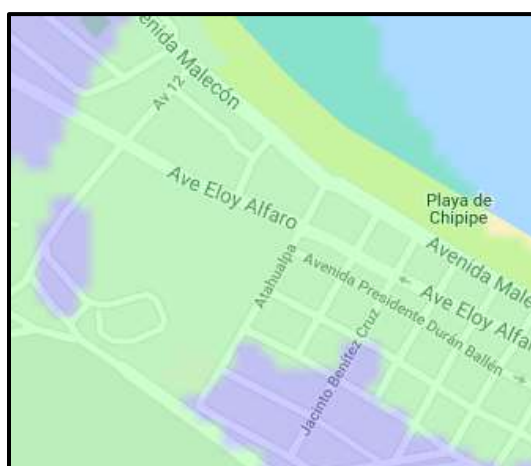 enida Malecón
Av 12
Ave Eloy Alfaro
Playa de
Chipipe
Avenida Male
Atahualpa
Avenida Presidente Durán Ballén
Ave Eloy Alfar
Jacinto Benítez Cruz